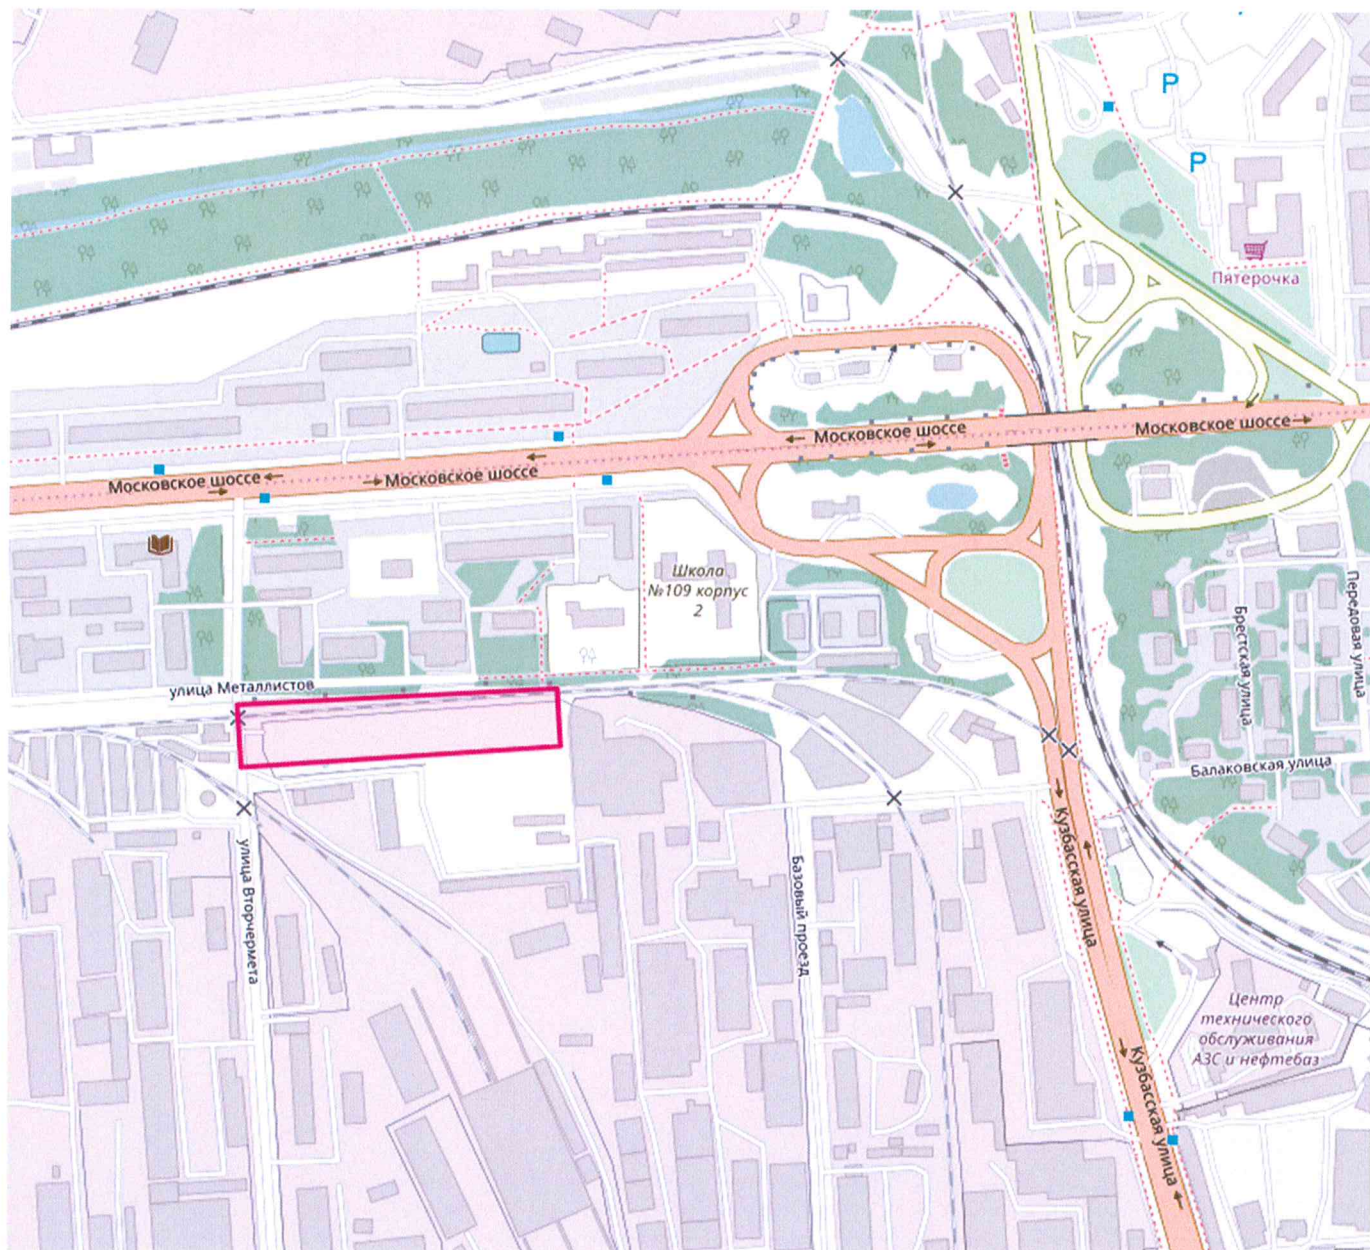 P
P
Пятёрочка
Московское шоссе
Московское шоссе
Московское шоссе
Московское шоссе
Школа
№109 корпус
2
улица Металлистов
Брестская улица
Передовая улица
Балаковская улица
улица Вторчермета
Базовый проезд
Кузбасская улица
Центр
технического
обслуживания
АЗС и нефтебаз
Кузбасская улица